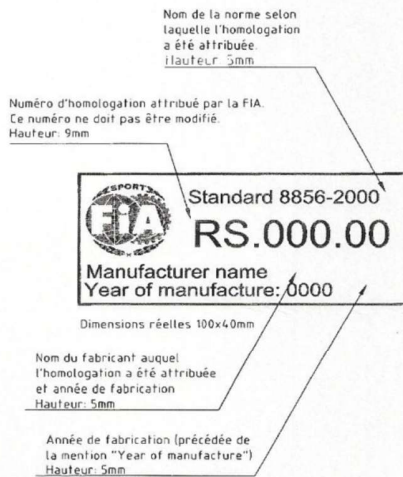 Nom de la norme selon
laquelle l'homologation
a été attribuée.
Hauteur 5mm
Numéro d'homologation attribué par la FIA.
Ce numéro ne doit pas être modifié.
Hauteur: 9mm
SPORT
FIA
Standard 8856-2000
RS.000.00
Manufacturer name
Year of manufacture: 0000
Dimensions réelles 100x40mm
Nom du fabricant auquel
l'homologation a été attribuée
et année de fabrication
Hauteur: 5mm
Année de fabrication (précédée de
la mention "Year of manufacture")
Hauteur: 5mm